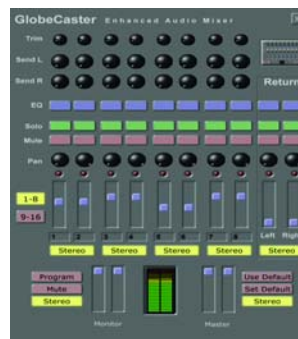 GlobeCaster Enhanced Audio Mixer
Trim
Send L
Send R
Return
EQ
Solo
Mute
Pan
1-8
9-16
1 2 3 4 5 6 7 8 Left Righ
Stereo Stereo Stereo Stereo Stereo
Program
Mute
Stereo
Use Default
Set Default
Stereo
Monitor
Master